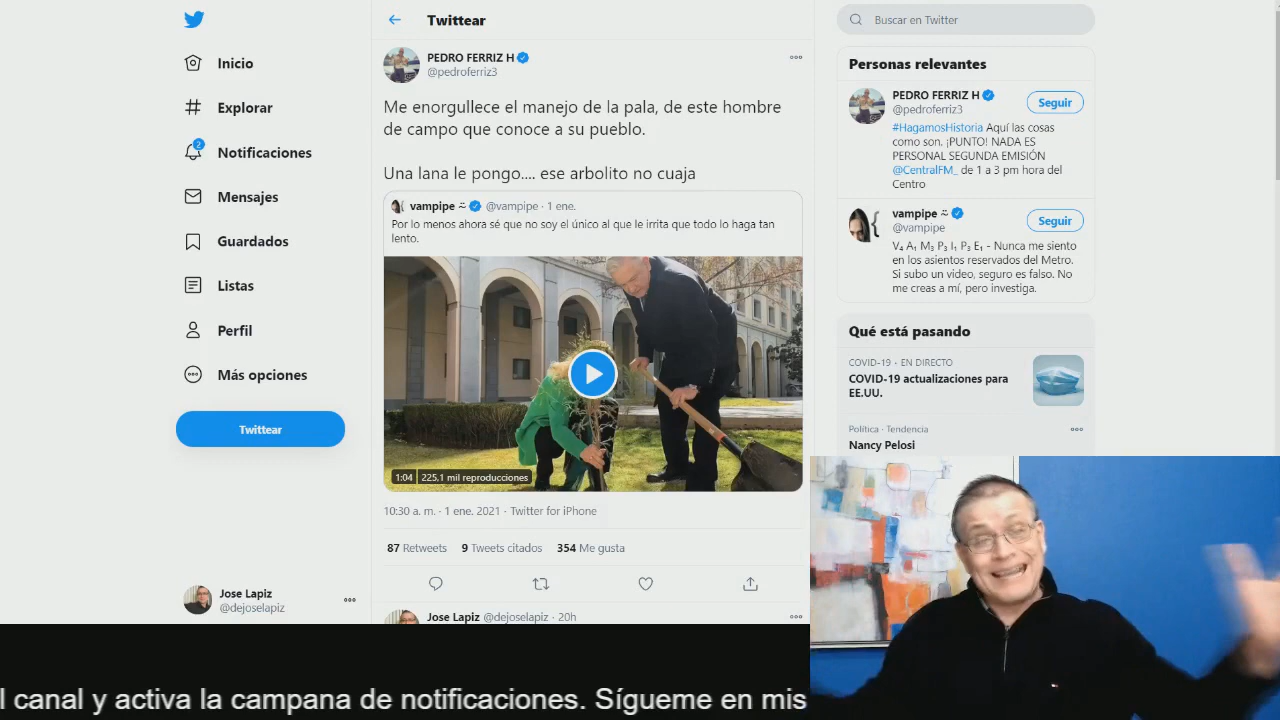 Inicio
Explorar
2
Notificaciones
Mensajes
Guardados
Listas
Perfil
Más opciones
Twittear
Jose Lapiz
@dejoselapiz
Twittear
PEDRO FERRIZ H
@pedroferriz3
Me enorgullece el manejo de la pala, de este hombre
de campo que conoce a su pueblo.
Una lana le pongo.... ese arbolito no cuaja
vampipe @vampipe · 1 ene.
Por lo menos ahora sé que no soy el único al que le irrita que todo lo haga tan
lento.
1:04 225,1 mil reproducciones
10:30 a. m. · 1 ene. 2021 · Twitter for iPhone
87 Retweets 9 Tweets citados 354 Me gusta
Jose Lapiz @dejoselapiz · 20h
Buscar en Twitter
Personas relevantes
PEDRO FERRIZ H
@pedroferriz3
Seguir
#HagamosHistoria Aquí las cosas
como son. ¡PUNTO! NADA ES
PERSONAL SEGUNDA EMISIÓN
@CentralFM_ de 1 a 3 pm hora del
Centro
vampipe
@vampipe
Seguir
V₄ A₁ M₃ P₃ I₁ P₃ E₁ - Nunca me siento
en los asientos reservados del Metro.
Si subo un video, seguro es falso. No
me creas a mí, pero investiga.
Qué está pasando
COVID-19 · EN DIRECTO
COVID-19 actualizaciones para
EE.UU.
Política · Tendencia
Nancy Pelosi
l canal y activa la campana de notificaciones. Sígueme en mis